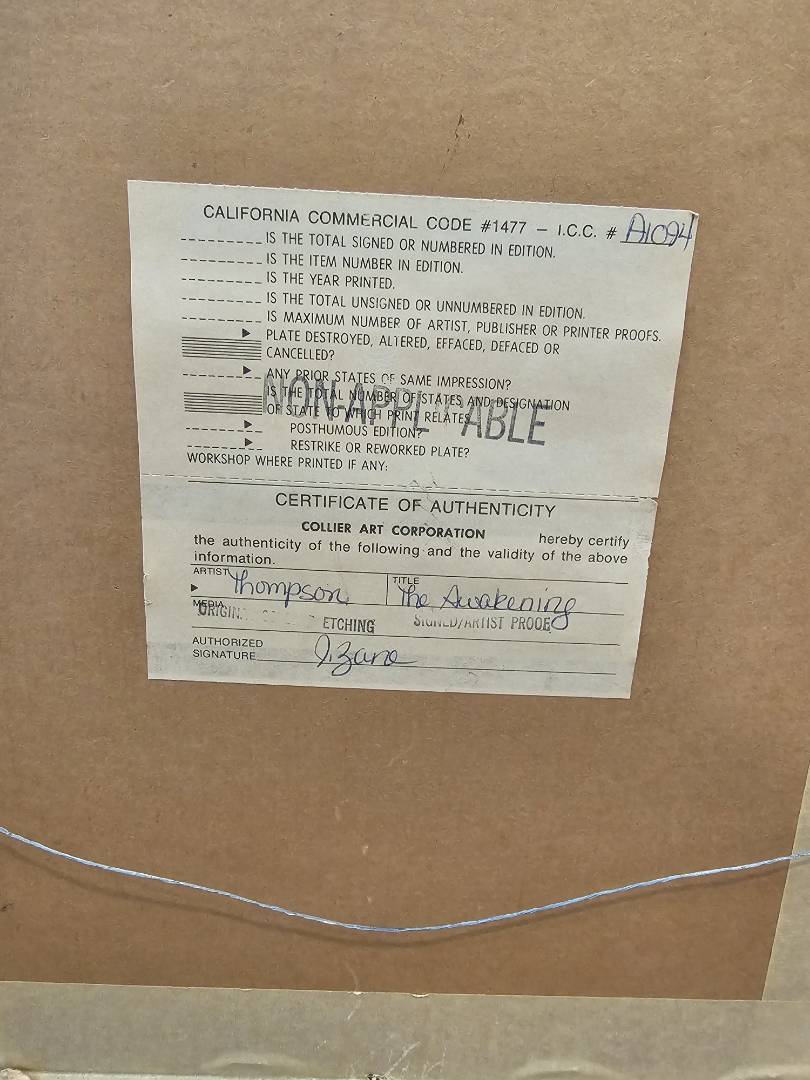 CALIFORNIA COMMERCIAL CODE #1477 – I.C.C. # A1094
IS THE TOTAL SIGNED OR NUMBERED IN EDITION.
IS THE ITEM NUMBER IN EDITION.
IS THE YEAR PRINTED.
IS THE TOTAL UNSIGNED OR UNNUMBERED IN EDITION.
IS MAXIMUM NUMBER OF ARTIST, PUBLISHER OR PRINTER PROOFS.
PLATE DESTROYED, ALTERED, EFFACED, DEFACED OR
CANCELLED?
ANY PRIOR STATES OF SAME IMPRESSION?
IS THE TOTAL NUMBER OF STATES AND DESIGNATION
OF STATE TO WHICH PRINT RELATES
NON-APPLICABLE
POSTHUMOUS EDITION?
RESTRIKE OR REWORKED PLATE?
WORKSHOP WHERE PRINTED IF ANY:
CERTIFICATE OF AUTHENTICITY
COLLIER ART CORPORATION hereby certify
the authenticity of the following and the validity of the above
information.
ARTIST Thompson TITLE The Awakening
MEDIA ETCHING SIGNED/ARTIST PROOF
AUTHORIZED
SIGNATURE